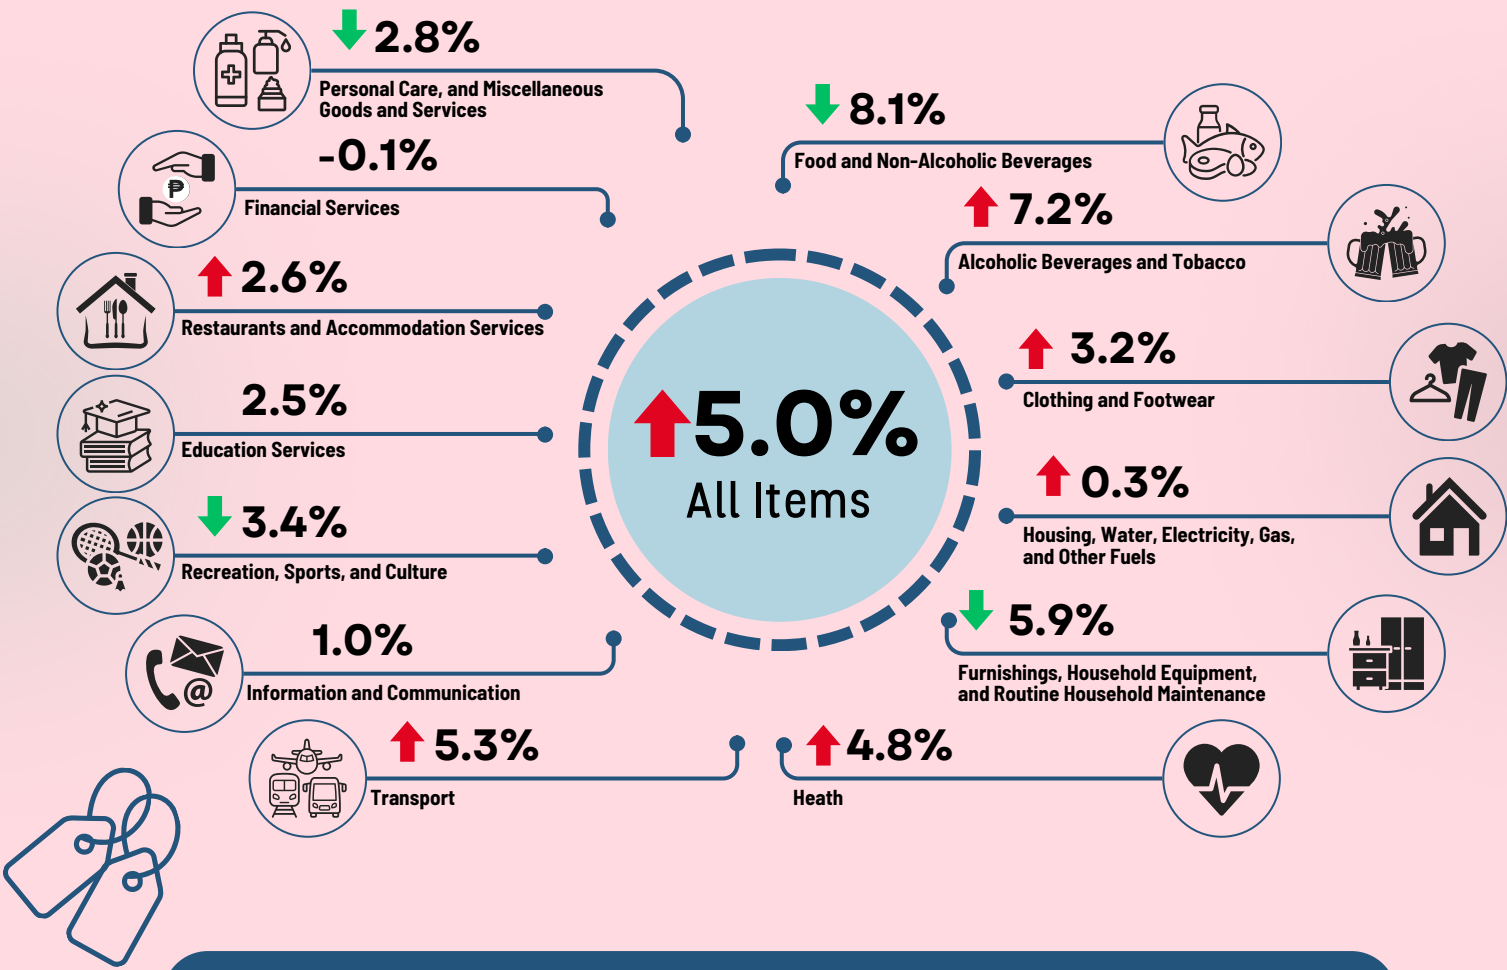 2.8%
Personal Care, and Miscellaneous
Goods and Services
-0.1%
Financial Services
2.6%
Restaurants and Accommodation Services
2.5%
Education Services
3.4%
Recreation, Sports, and Culture
1.0%
Information and Communication
@
5.3%
Transport
5.0%
All Items
8.1%
Food and Non-Alcoholic Beverages
7.2%
Alcoholic Beverages and Tobacco
3.2%
Clothing and Footwear
0.3%
Housing, Water, Electricity, Gas,
and Other Fuels
5.9%
Furnishings, Household Equipment,
and Routine Household Maintenance
4.8%
Heath
₱